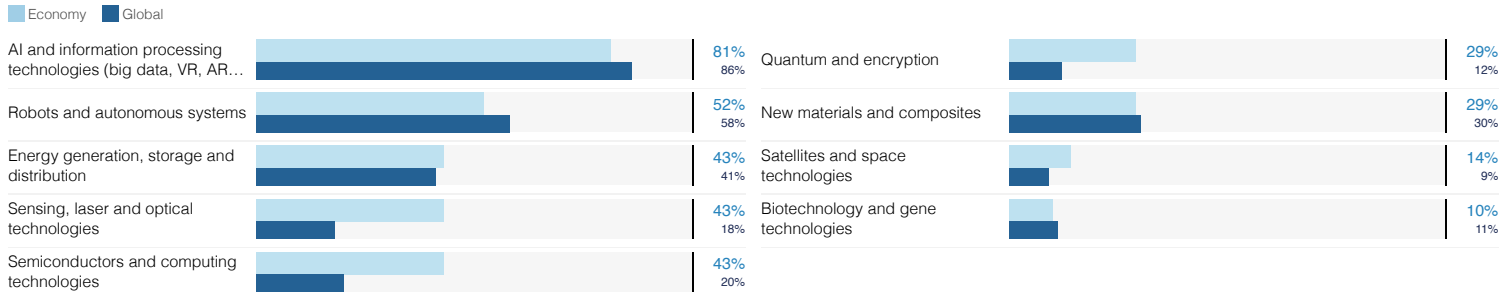 Economy Global
AI and information processing
technologies (big data, VR, AR…
81%
86%
Robots and autonomous systems
52%
58%
Energy generation, storage and
distribution
43%
41%
Sensing, laser and optical
technologies
43%
18%
Semiconductors and computing
technologies
43%
20%
Quantum and encryption
29%
12%
New materials and composites
29%
30%
Satellites and space
technologies
14%
9%
Biotechnology and gene
technologies
10%
11%